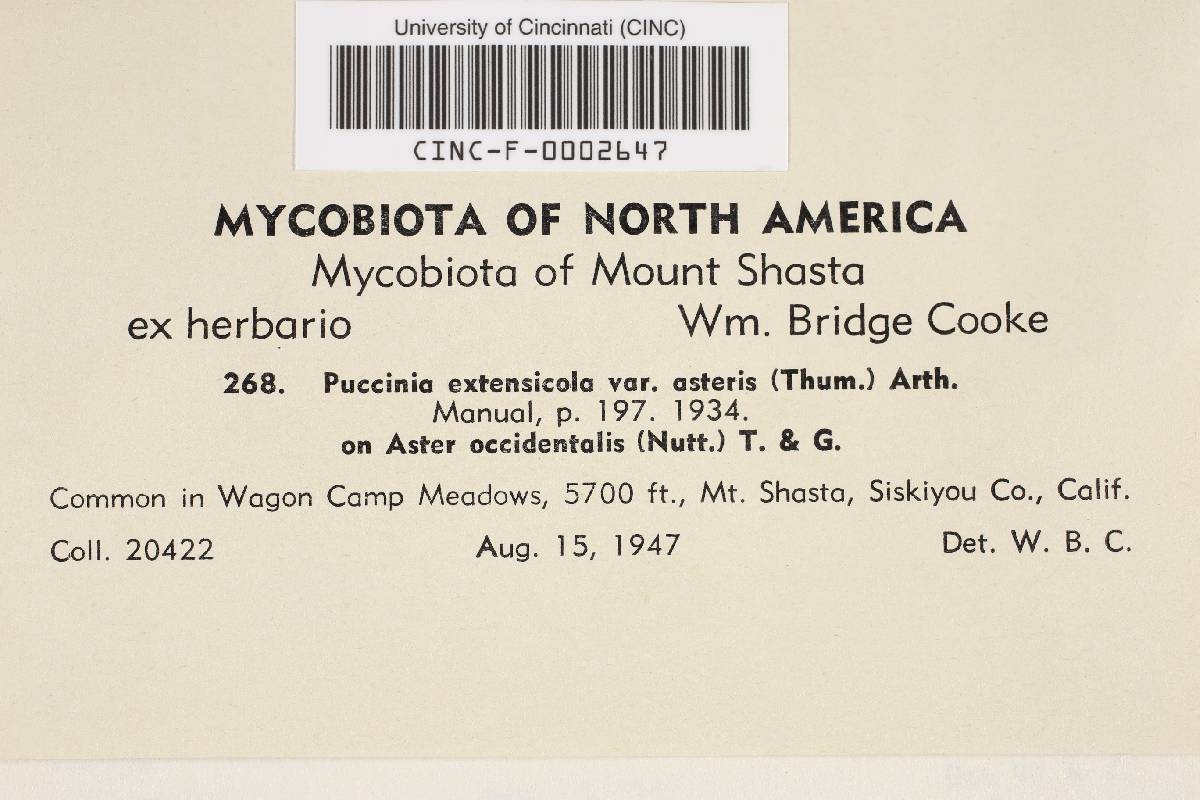 University of Cincinnati (CINC)
CINC-F-0002647
MYCOBIOTA OF NORTH AMERICA
Mycobiota of Mount Shasta
ex herbario Wm. Bridge Cooke
268. Puccinia extensicola var. asteris (Thum.) Arth.
Manual, p. 197. 1934.
on Aster occidentalis (Nutt.) T. & G.
Common in Wagon Camp Meadows, 5700 ft., Mt. Shasta, Siskiyou Co., Calif.
Coll. 20422 Aug. 15, 1947 Det. W. B. C.